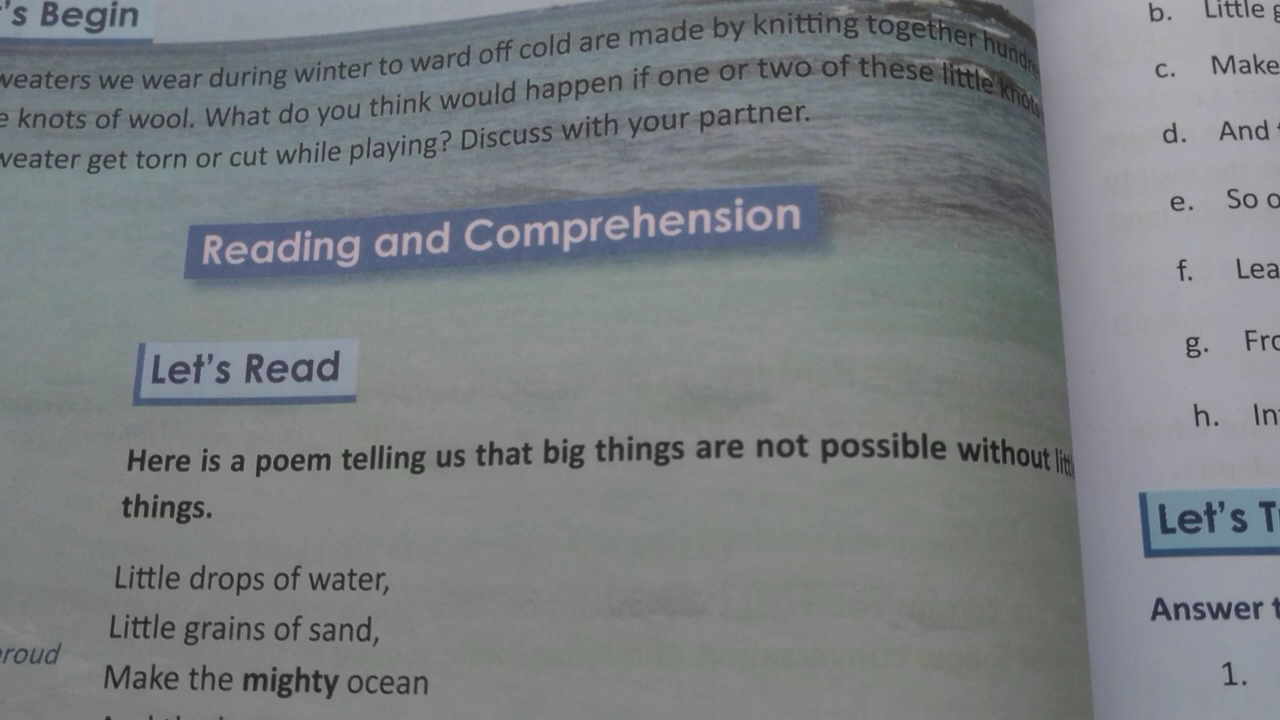 's Begin
weaters we wear during winter to ward off cold are made by knitting together
e knots of wool. What do you think would happen if one or two of these little knots
weater get torn or cut while playing? Discuss with your partner.
Reading and Comprehension
Let's Read
Here is a poem telling us that big things are not possible without
things.
Little drops of water,
Little grains of sand,
roud
Make the mighty ocean
b. Little g
c. Make
d. And
e. So o
f. Lea
g. Fro
h. In
Let's T
Answer t
1.